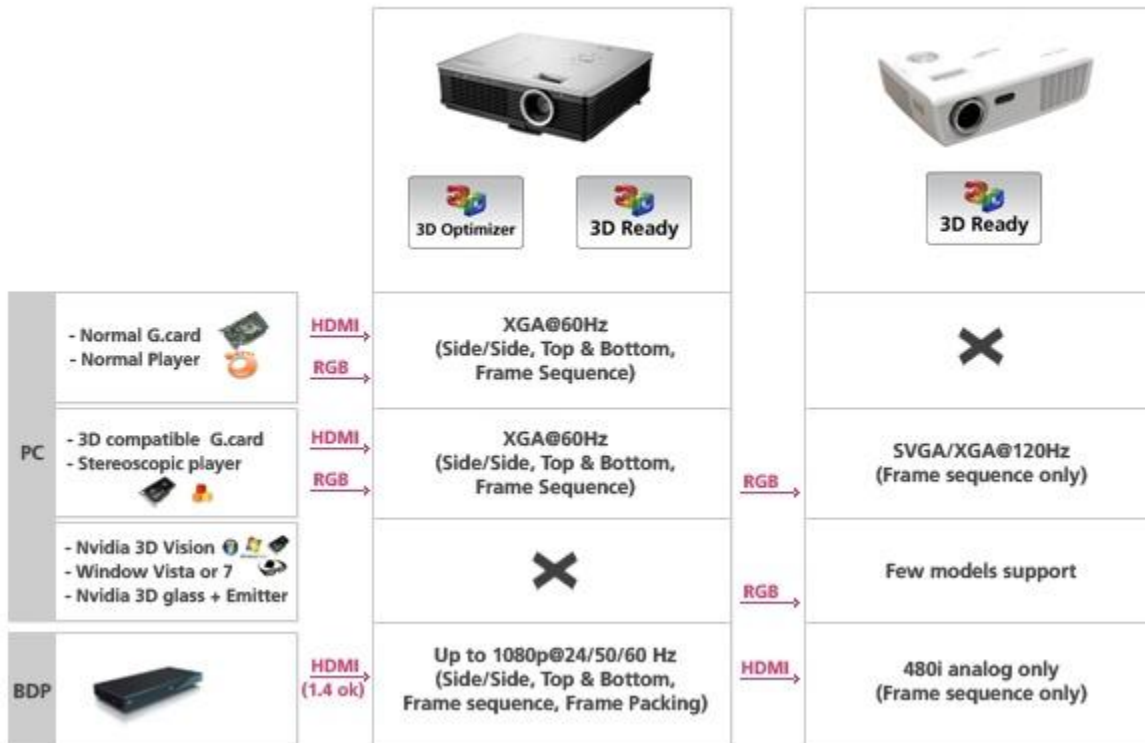 3D Optimizer
3D Ready
3D Ready
PC
- Normal G.card
- Normal Player
HDMI
RGB
XGA@60Hz
(Side/Side, Top & Bottom,
Frame Sequence)
- 3D compatible G.card
- Stereoscopic player
HDMI
RGB
XGA@60Hz
(Side/Side, Top & Bottom,
Frame Sequence)
RGB
SVGA/XGA@120Hz
(Frame sequence only)
- Nvidia 3D Vision
- Window Vista or 7
- Nvidia 3D glass + Emitter
RGB
Few models support
BDP
HDMI
(1.4 ok)
Up to 1080p@24/50/60 Hz
(Side/Side, Top & Bottom,
Frame sequence, Frame Packing)
HDMI
480i analog only
(Frame sequence only)